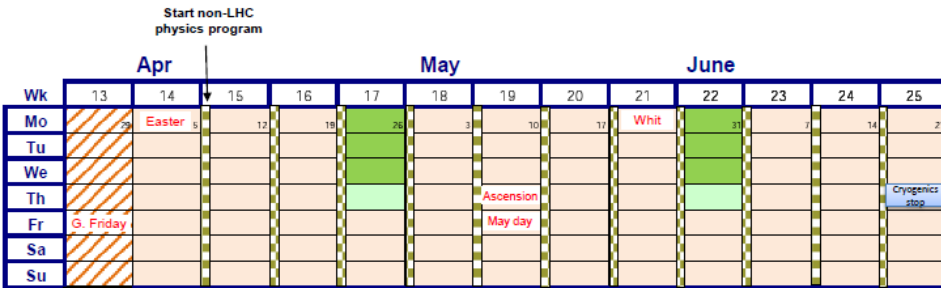 Start non-LHC
physics program
Apr May June
Wk 13 14 15 16 17 18 19 20 21 22 23 24 25
Mo 29 Easter 5 12 19 26 3 10 17 Whit 31 7 14
Tu
We
Th Ascension Cryogenics
stop
Fr G. Friday May day
Sa
Su